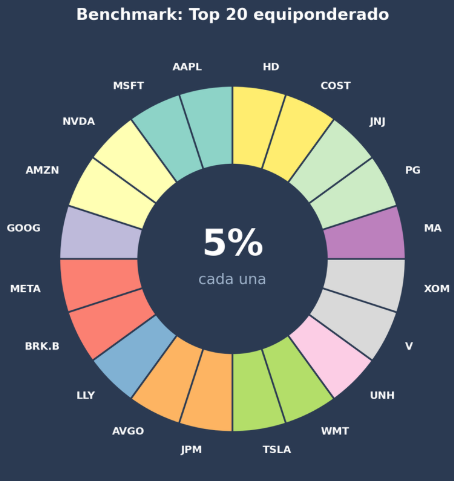 Benchmark: Top 20 equiponderado
AAPL
HD
MSFT
COST
NVDA
JNJ
AMZN
PG
GOOG
MA
5%
cada una
META
XOM
BRK.B
V
LLY
UNH
AVGO
WMT
JPM
TSLA